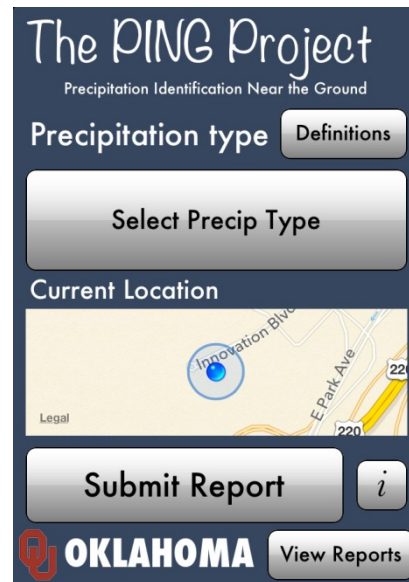 The PING Project
Precipitation Identification Near the Ground
Precipitation type
Definitions
Select Precip Type
Current Location
Innovation Blvd
E Park Ave
220
220
Legal
Submit Report
i
OU OKLAHOMA
View Reports